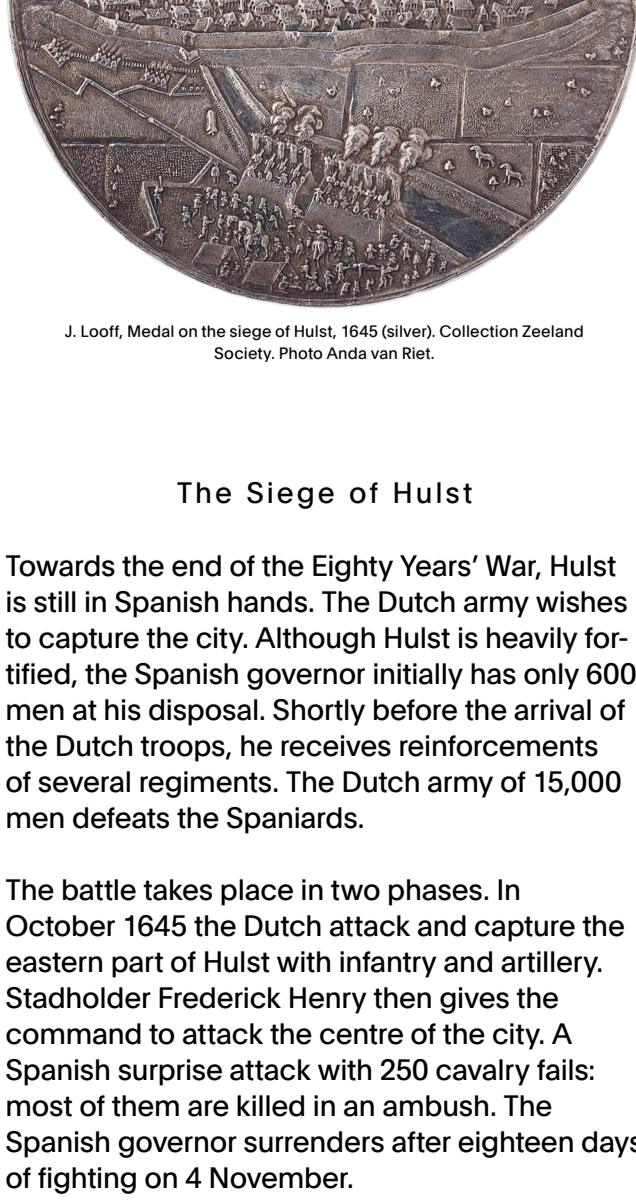 J. Looff, Medal on the siege of Hulst, 1645 (silver). Collection Zeeland
Society. Photo Anda van Riet.
The Siege of Hulst
Towards the end of the Eighty Years’ War, Hulst
is still in Spanish hands. The Dutch army wishes
to capture the city. Although Hulst is heavily for-
tified, the Spanish governor initially has only 600
men at his disposal. Shortly before the arrival of
the Dutch troops, he receives reinforcements
of several regiments. The Dutch army of 15,000
men defeats the Spaniards.
The battle takes place in two phases. In
October 1645 the Dutch attack and capture the
eastern part of Hulst with infantry and artillery.
Stadholder Frederick Henry then gives the
command to attack the centre of the city. A
Spanish surprise attack with 250 cavalry fails:
most of them are killed in an ambush. The
Spanish governor surrenders after eighteen days
of fighting on 4 November.